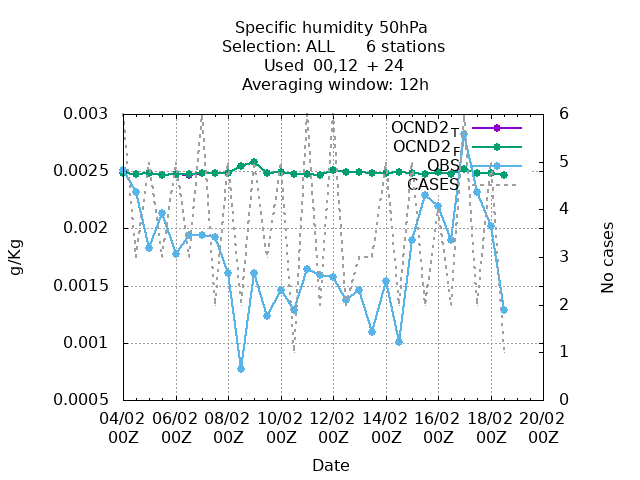 Specific humidity 50hPa
Selection: ALL 6 stations
Used 00,12 + 24
Averaging window: 12h
0.003
0.0025
0.002
0.0015
0.001
0.0005
g/Kg
OCND2_T
OCND2_F
OBS
CASES
6
5
4
3
2
1
0
No cases
04/02 06/02 08/02 10/02 12/02 14/02 16/02 18/02 20/02
00Z 00Z 00Z 00Z 00Z 00Z 00Z 00Z 00Z
Date